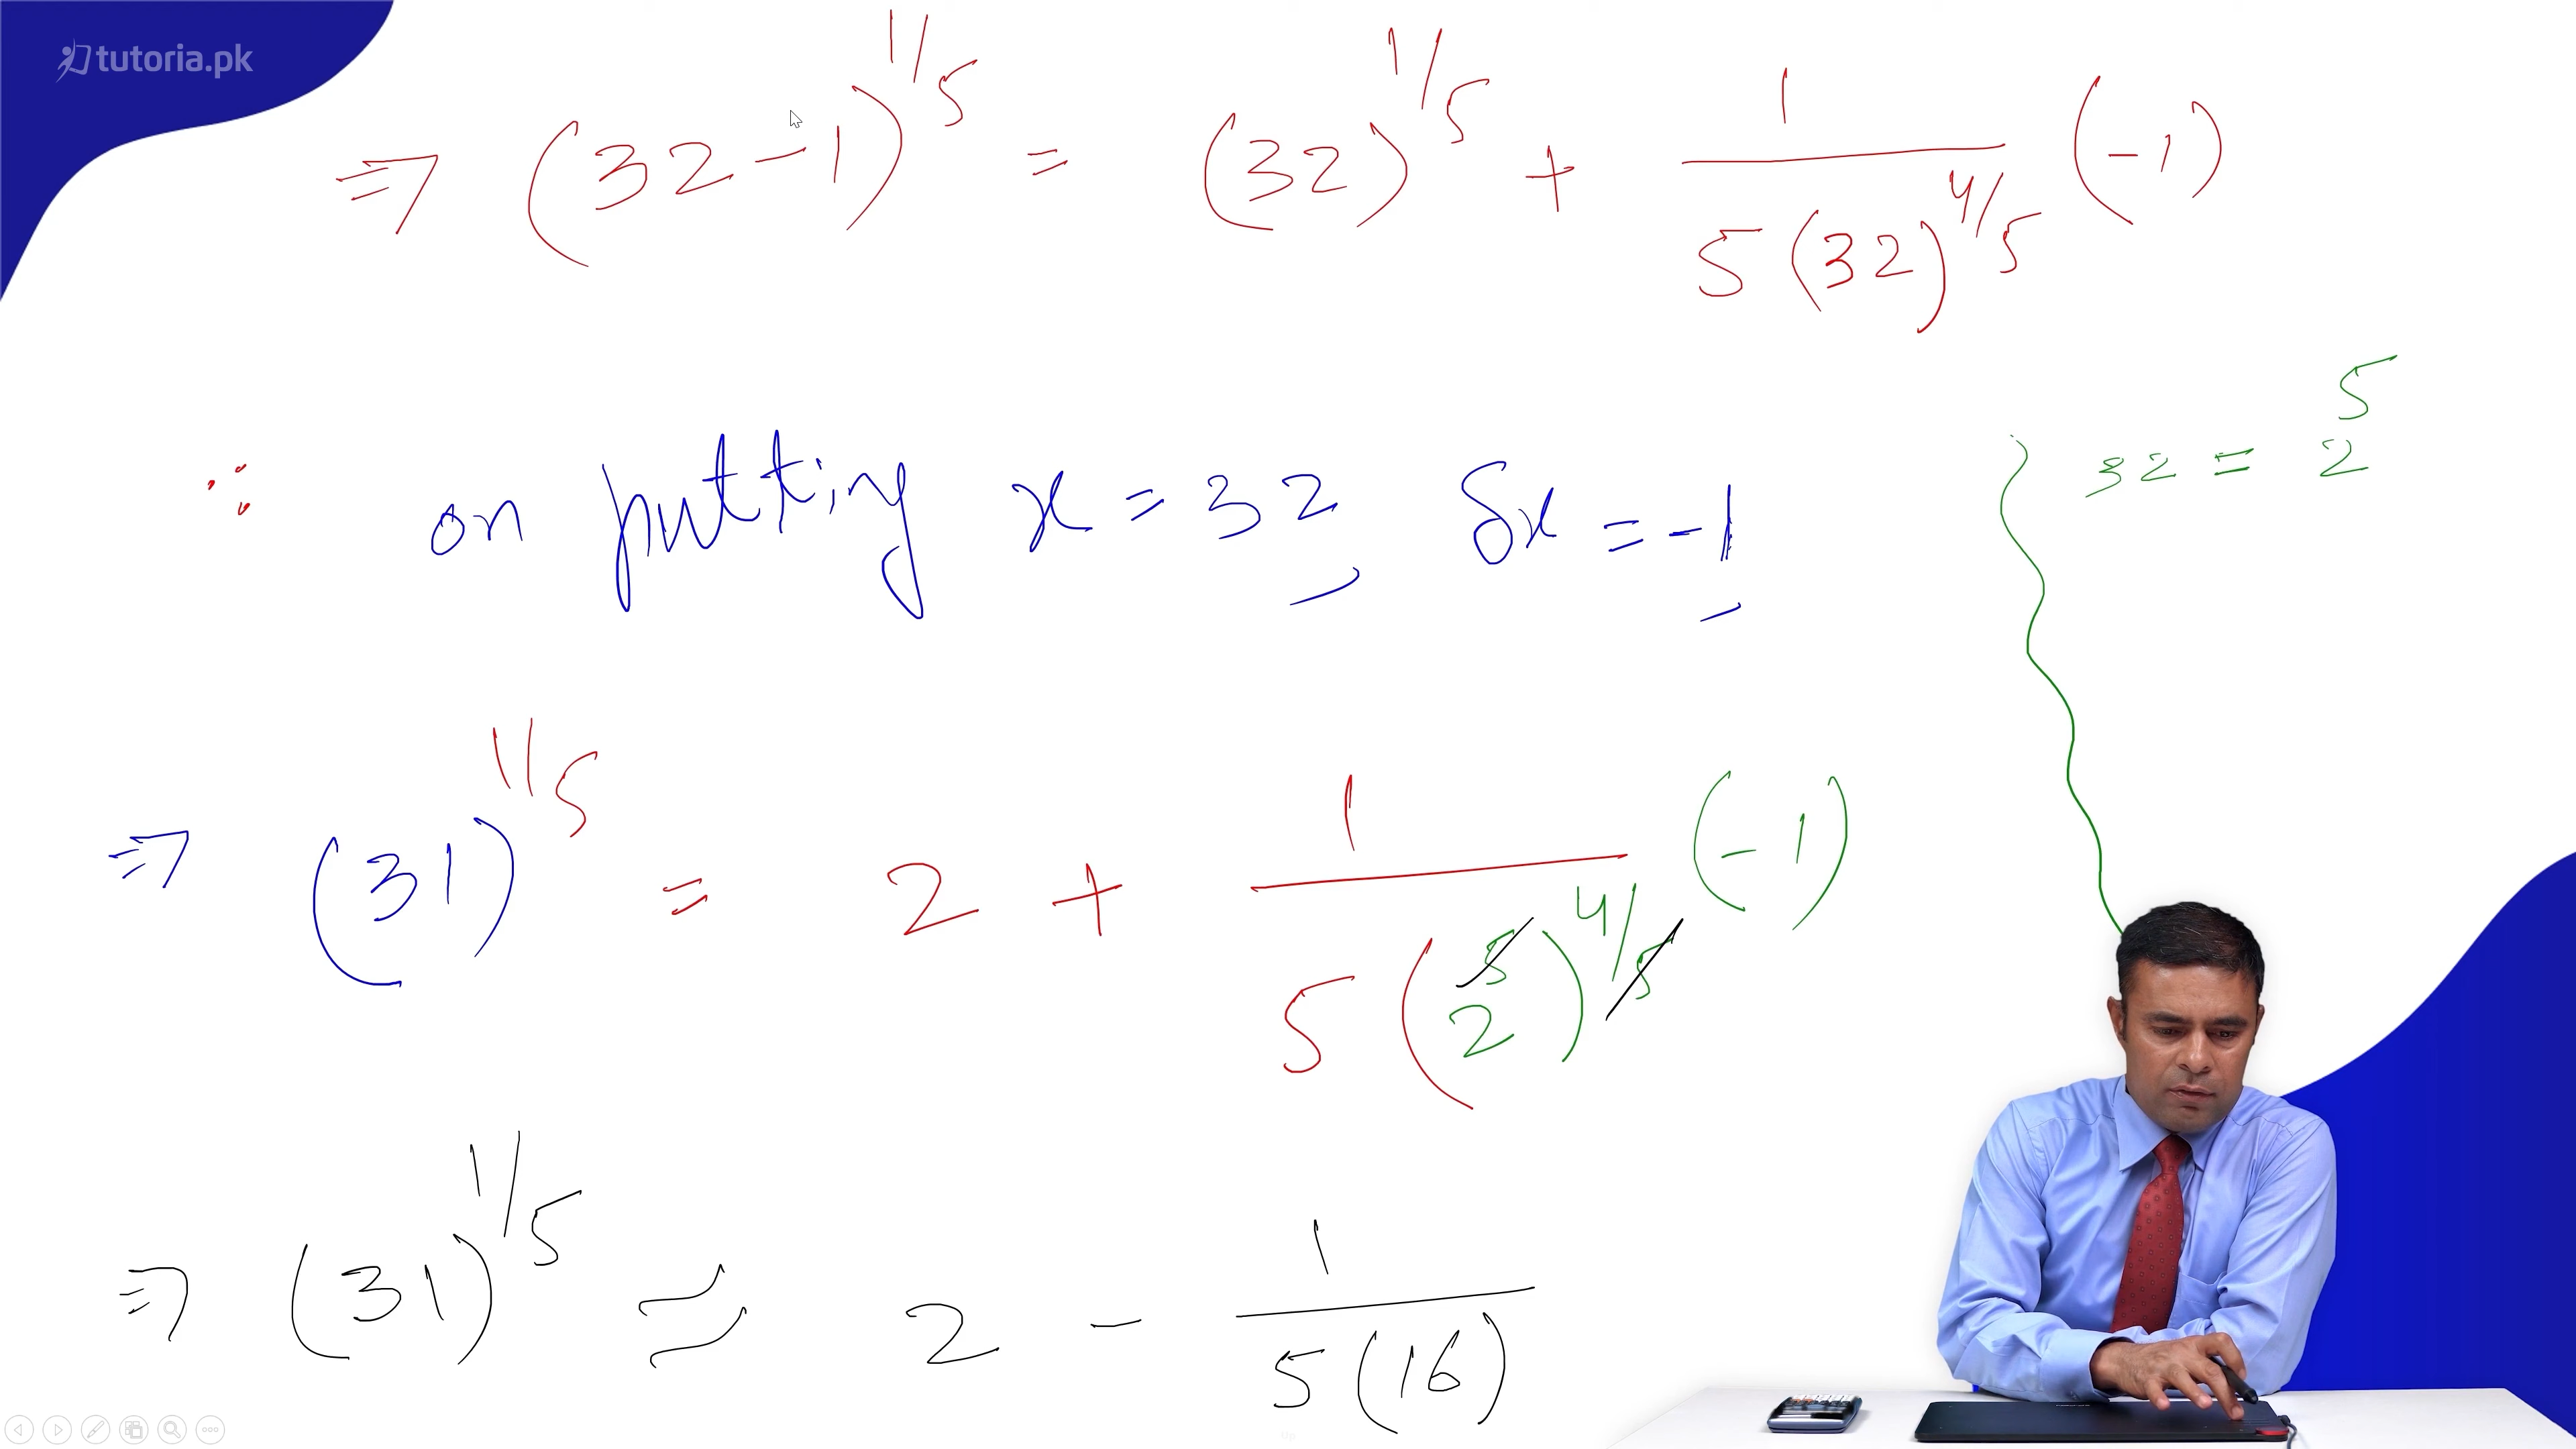 tutoria.pk
⇒ (32-1)^1/5 = (32)^1/5 + 1/5(32)^4/5 (-1)
32 = 2^5
∵ on putting x = 32, δx = -1
⇒ (31)^1/5 = 2 + 1/5(2^5)^4/5 (-1)
⇒ (31)^1/5 ≈ 2 - 1/5(16)